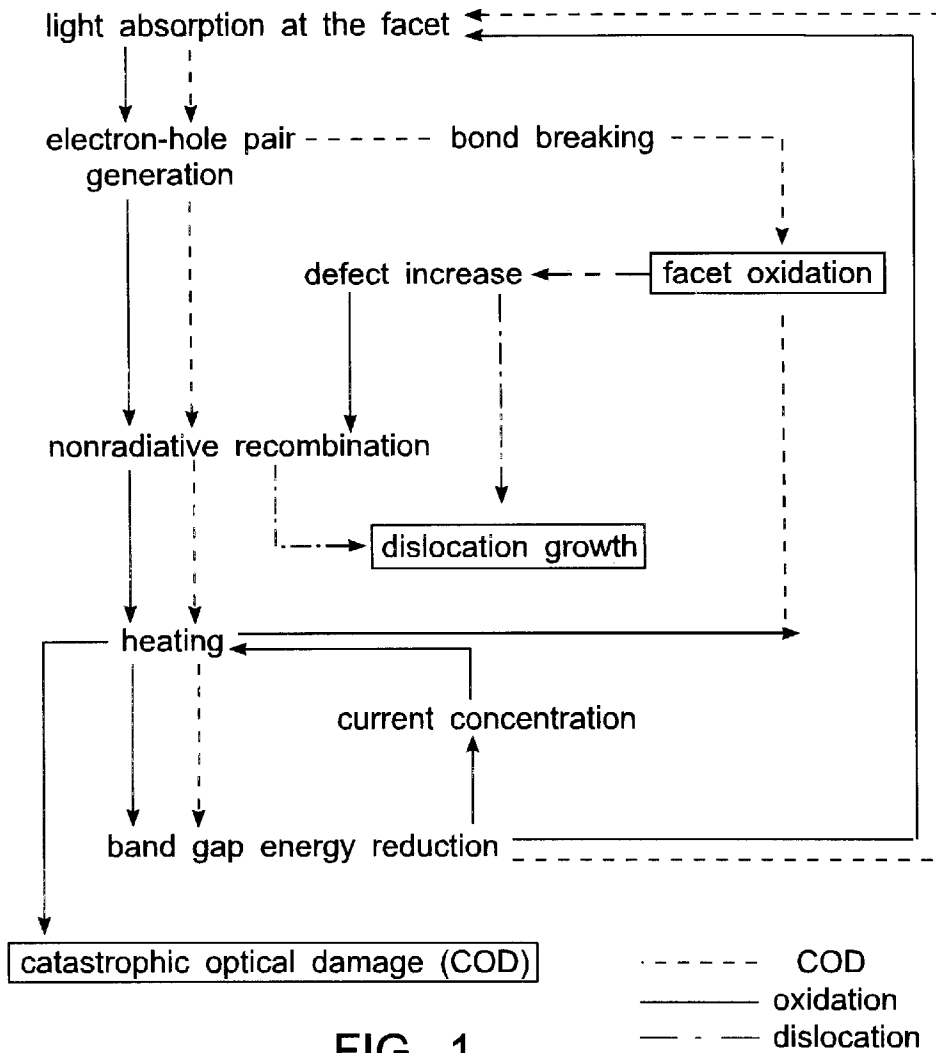 light absorption at the facet
electron-hole pair
generation
bond breaking
defect increase
facet oxidation
nonradiative recombination
dislocation growth
heating
current concentration
band gap energy reduction
catastrophic optical damage (COD)
COD
oxidation
dislocation
FIG. 1